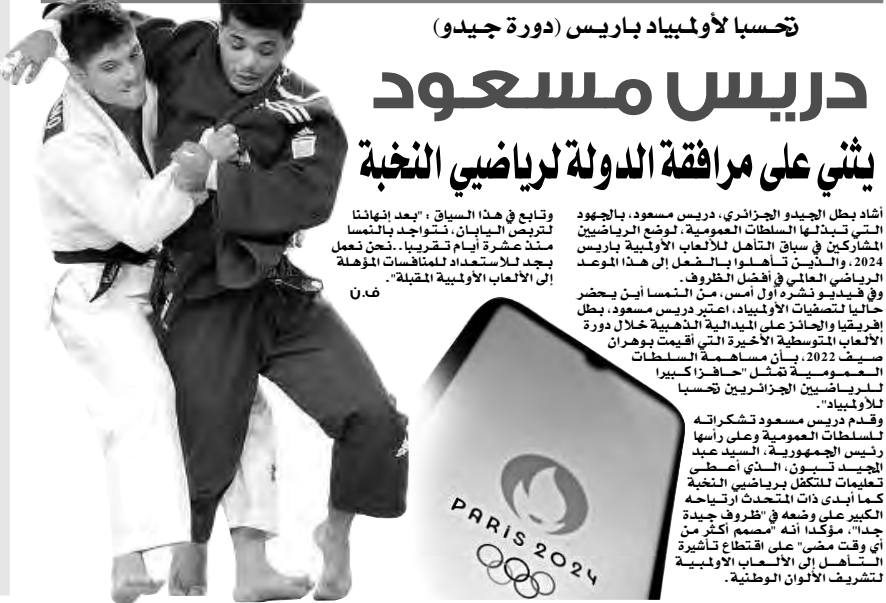 تحسبا لأولمبياد باريس (دورة جيدو)
دريس مسعود
يثني على مرافقة الدولة لرياضيي النخبة
أشاد بطل الجيدو الجزائري، دريس مسعود، بالجهود
التي تبذلها السلطات العمومية، لوضع الرياضيين
المشاركين في سباق التأهل للألعاب الأولمبية باريس
2024، والذين تأهلوا بالفعل إلى هذا الموعد
الرياضي العالمي في أفضل الظروف.
وفي فيديو نشره أول أمس، من النمسا أين يحضر
حاليا لتصفيات الأولمبياد، اعتبر دريس مسعود، بطل
إفريقيا والحائز على الميدالية الذهبية خلال دورة
الألعاب المتوسطية الأخيرة التي أقيمت بوهران
صيف 2022، بأن مساهمة السلطات
العمومية تمثل "حافزا كبيرا
للرياضيين الجزائريين تحسبا
للأولمبياد".
وقدم دريس مسعود تشكراته
للسلطات العمومية وعلى رأسها
رئيس الجمهورية، السيد عبد
المجيد تبون، الذي أعطى
تعليمات للتكفل برياضيي النخبة
كما أبدى ذات المتحدث ارتياحه
الكبير على وضعه في "ظروف جيدة
جدا"، مؤكدا أنه "مصمم أكثر من
أي وقت مضى" على اقتطاع تأشيرة
التأهل إلى الألعاب الاولمبية
لتشريف الألوان الوطنية.
وتابع في هذا السياق : "بعد إنهائنا
لتربص اليابان، نتواجد بالنمسا
منذ عشرة أيام تقريبا..نحن نعمل
بجد للاستعداد للمنافسات المؤهلة
إلى الألعاب الأولمبية المقبلة".
ف.ن
PARIS 2024